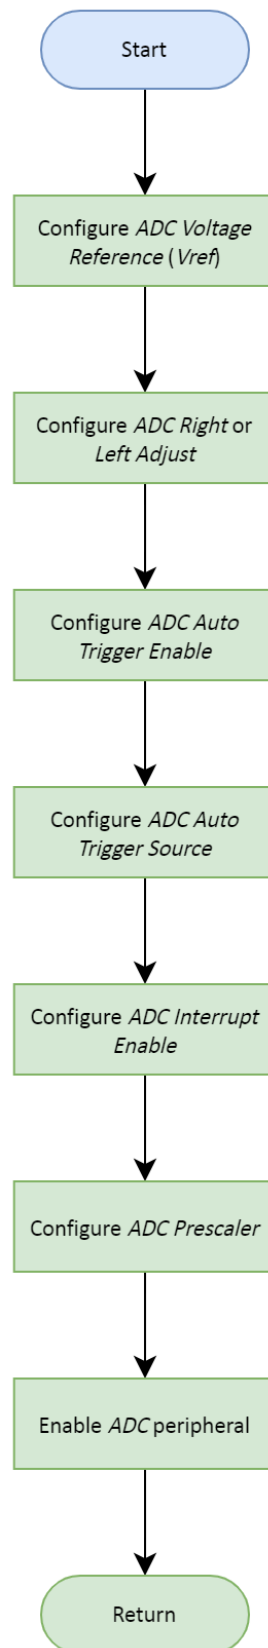 Start
Configure ADC Voltage
Reference (Vref)
Configure ADC Right or
Left Adjust
Configure ADC Auto
Trigger Enable
Configure ADC Auto
Trigger Source
Configure ADC Interrupt
Enable
Configure ADC Prescaler
Enable ADC peripheral
Return